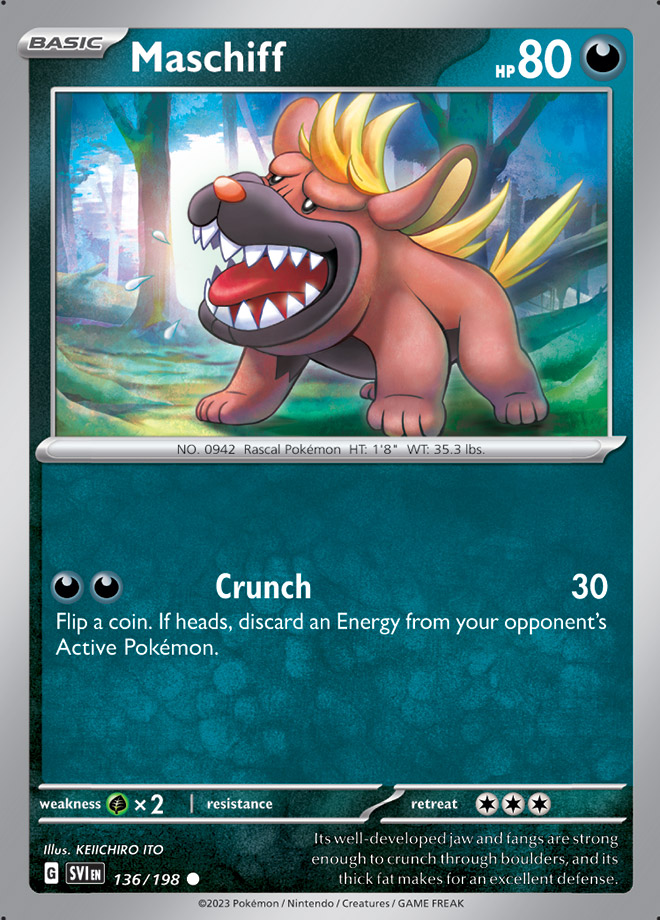 BASIC
Maschiff
HP 80
NO. 0942 Rascal Pokémon HT: 1'8" WT: 35.3 lbs.
Crunch 30
Flip a coin. If heads, discard an Energy from your opponent's
Active Pokémon.
weakness ×2 resistance retreat
Illus. KEIICHIRO ITO
Its well-developed jaw and fangs are strong
enough to crunch through boulders, and its
thick fat makes for an excellent defense.
G SVI EN 136/198
©2023 Pokémon / Nintendo / Creatures / GAME FREAK